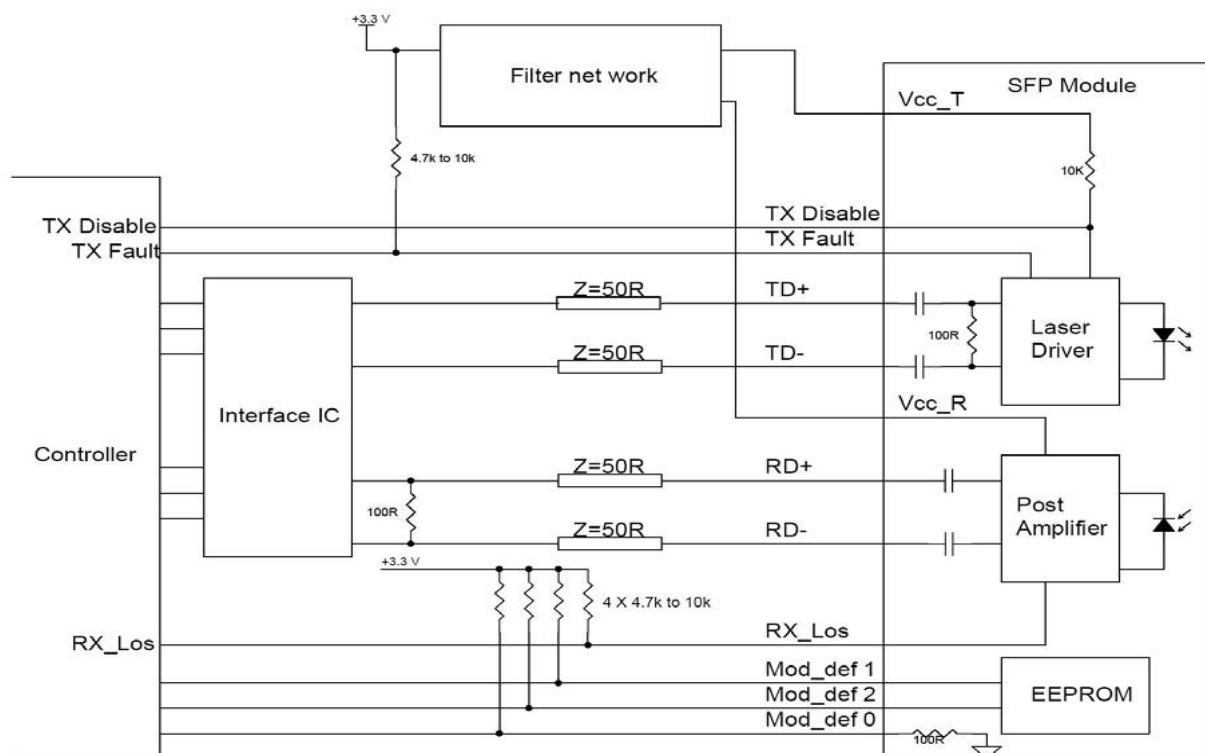 +3.3 V
Filter net work
SFP Module
Vcc_T
4.7k to 10k
10K
TX Disable
TX Disable
TX Fault
TX Fault
Z=50R
TD+
Laser
Driver
100R
Z=50R
TD-
Interface IC
Vcc_R
Controller
Z=50R
RD+
Post
Amplifier
100R
Z=50R
RD-
+3.3 V
4 X 4.7k to 10k
RX_Los
RX_Los
Mod_def 1
EEPROM
Mod_def 2
Mod_def 0
100R